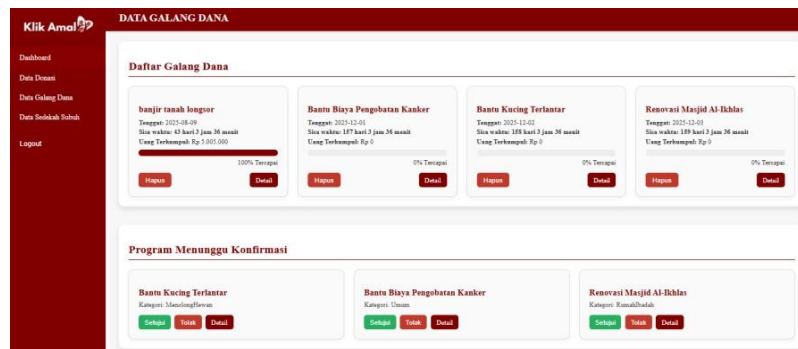 Klik Amal
DATA GALANG DANA
Dashboard
Data Donasi
Data Galang Dana
Data Sedekah Subuh
Logout
Daftar Galang Dana
banjir tanah longsor
Tenggat: 2025-08-09
Sisa waktu: 43 hari 3 jam 36 menit
Uang Terkumpul: Rp 5.005.000
100% Tercapai
Hapus Detail
Bantu Biaya Pengobatan Kanker
Tenggat: 2025-12-01
Sisa waktu: 157 hari 3 jam 36 menit
Uang Terkumpul: Rp 0
0% Tercapai
Hapus Detail
Bantu Kucing Terlantar
Tenggat: 2025-12-02
Sisa waktu: 158 hari 3 jam 36 menit
Uang Terkumpul: Rp 0
0% Tercapai
Hapus Detail
Renovasi Masjid Al-Ikhlas
Tenggat: 2025-12-03
Sisa waktu: 159 hari 3 jam 36 menit
Uang Terkumpul: Rp 0
0% Tercapai
Hapus Detail
Program Menunggu Konfirmasi
Bantu Kucing Terlantar
Kategori: MenolongHewan
Setujui Tolak Detail
Bantu Biaya Pengobatan Kanker
Kategori: Umum
Setujui Tolak Detail
Renovasi Masjid Al-Ikhlas
Kategori: RumahIbadah
Setujui Tolak Detail